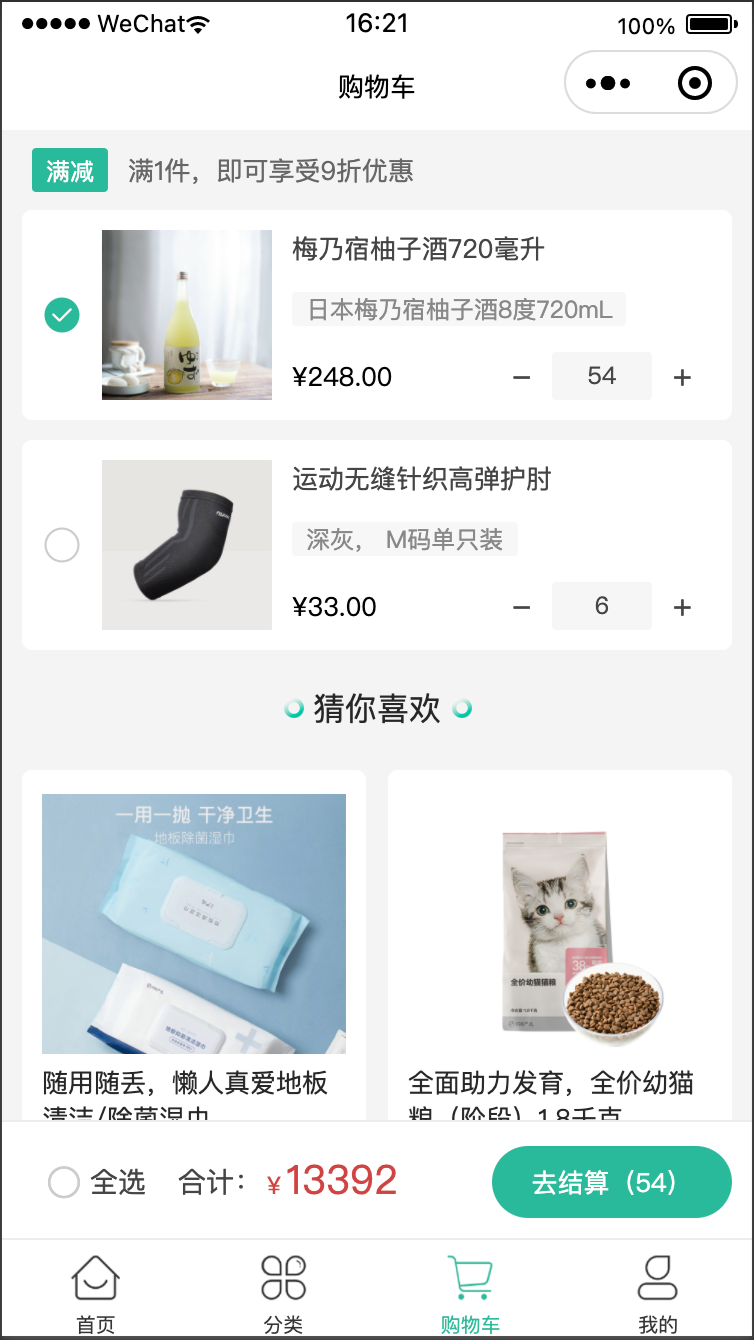 WeChat
16:21
100%
购物车
满减
满1件，即可享受9折优惠
梅乃宿柚子酒720毫升
日本梅乃宿柚子酒8度720mL
¥248.00
− 54 +
运动无缝针织高弹护肘
深灰， M码单只装
¥33.00
− 6 +
猜你喜欢
一用一抛 干净卫生
地板除菌湿巾
全价幼猫猫粮
随用随丢，懒人真爱地板
清洁/除菌湿巾
全面助力发育，全价幼猫
粮（阶段）1.8千克
全选
合计：
¥13392
去结算（54）
首页
分类
购物车
我的